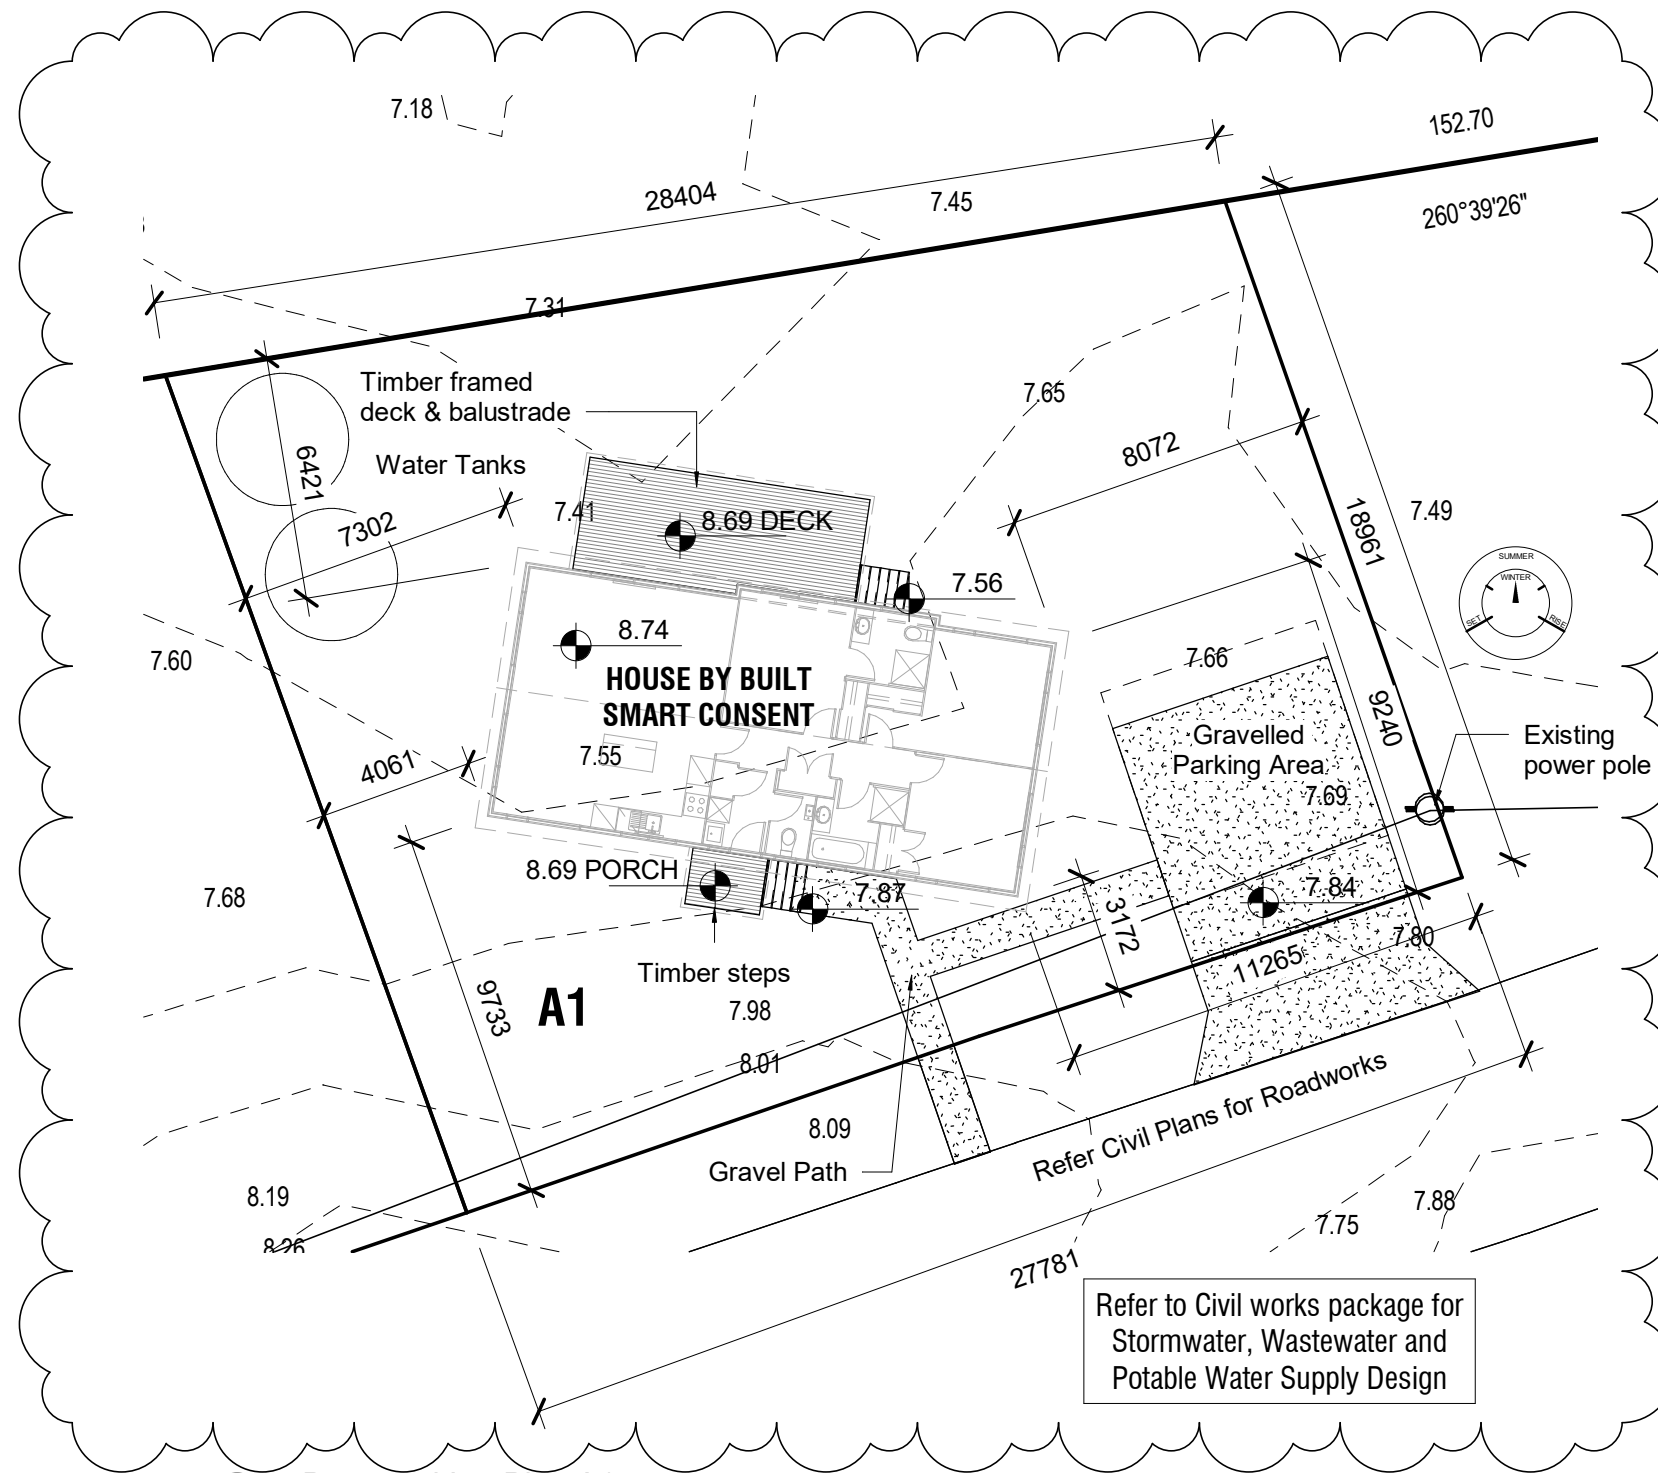 7.18
152.70
28404
7.45
260°39'26"
7.31
Timber framed
deck & balustrade
7.65
Water Tanks
6421
8072
7302
7.41
8.69 DECK
18961
7.49
SUMMER
WINTER
SET
RISE
7.56
8.74
7.60
7.66
HOUSE BY BUILT
SMART CONSENT
9240
Gravelled
Parking Area
Existing
power pole
7.55
4061
7.69
8.69 PORCH
7.68
7.87
7.84
3172
7.80
11265
Timber steps
9733
A1
7.98
8.01
8.09
Refer Civil Plans for Roadworks
Gravel Path
8.19
7.88
7.75
8.26
27781
Refer to Civil works package for
Stormwater, Wastewater and
Potable Water Supply Design